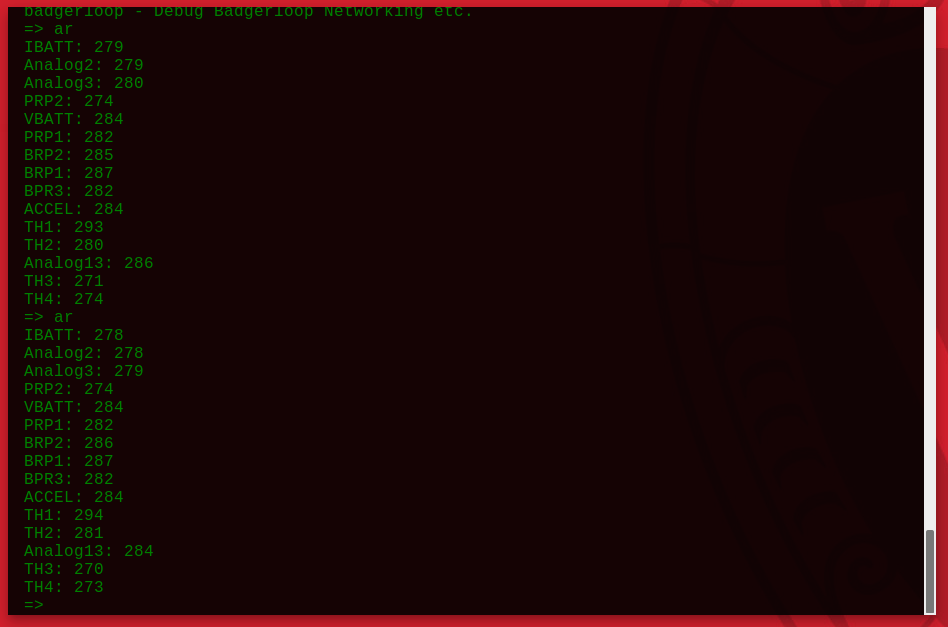 badgerloop - Debug Badgerloop Networking etc.
=> ar
IBATT: 279
Analog2: 279
Analog3: 280
PRP2: 274
VBATT: 284
PRP1: 282
BRP2: 285
BRP1: 287
BPR3: 282
ACCEL: 284
TH1: 293
TH2: 280
Analog13: 286
TH3: 271
TH4: 274
=> ar
IBATT: 278
Analog2: 278
Analog3: 279
PRP2: 274
VBATT: 284
PRP1: 282
BRP2: 286
BRP1: 287
BPR3: 282
ACCEL: 284
TH1: 294
TH2: 281
Analog13: 284
TH3: 270
TH4: 273
=>